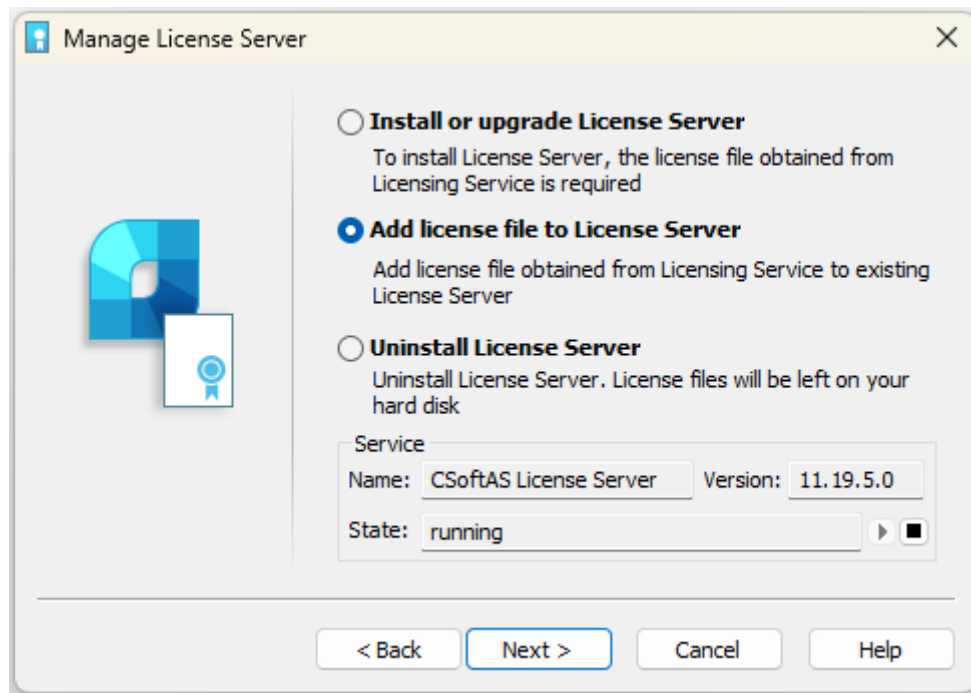 Manage License Server
Install or upgrade License Server
To install License Server, the license file obtained from
Licensing Service is required
Add license file to License Server
Add license file obtained from Licensing Service to existing
License Server
Uninstall License Server
Uninstall License Server. License files will be left on your
hard disk
Service
Name: CSoftAS License Server Version: 11.19.5.0
State: running
< Back Next > Cancel Help